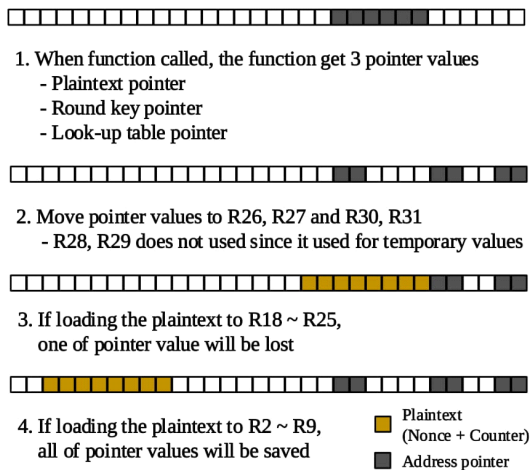 1. When function called, the function get 3 pointer values
- Plaintext pointer
- Round key pointer
- Look-up table pointer
2. Move pointer values to R26, R27 and R30, R31
- R28, R29 does not used since it used for temporary values
3. If loading the plaintext to R18 ~ R25,
one of pointer value will be lost
4. If loading the plaintext to R2 ~ R9,
all of pointer values will be saved
Plaintext
(Nonce + Counter)
Address pointer